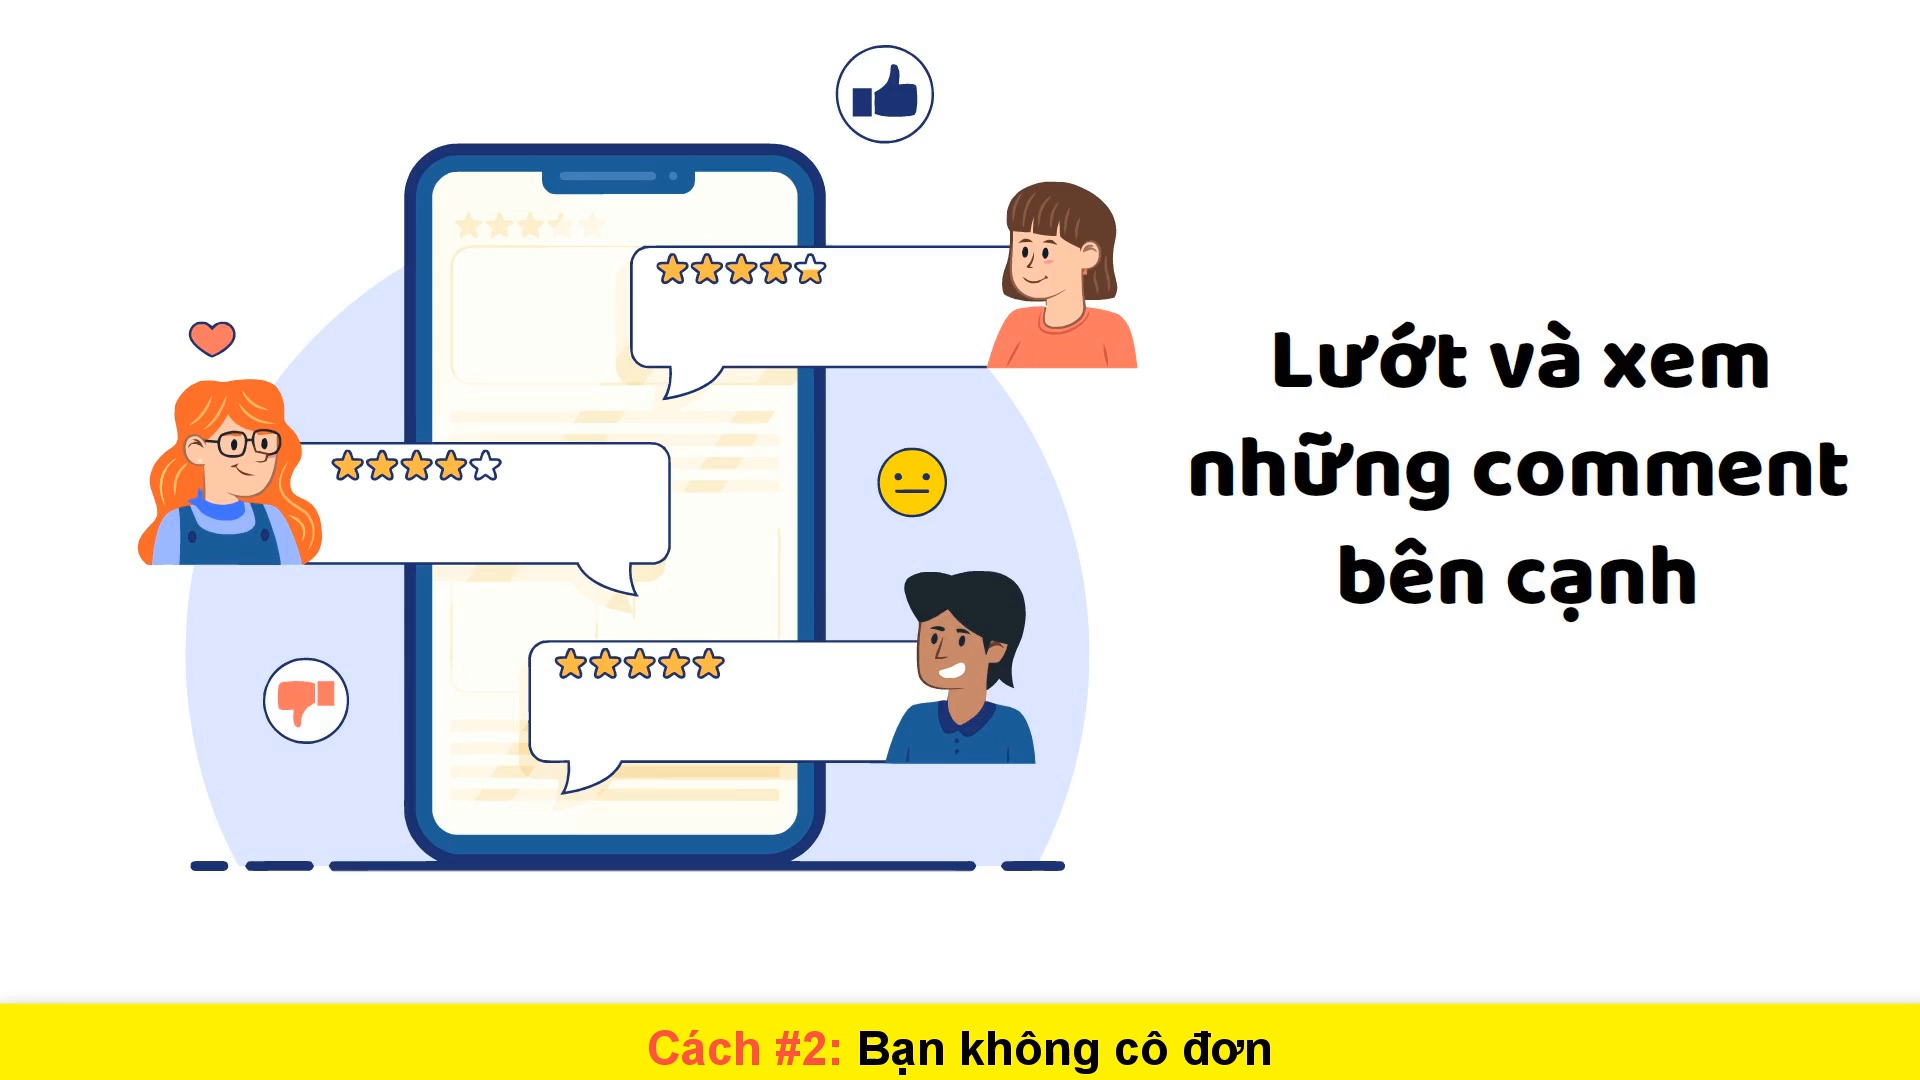 Lướt và xem
những comment
bên cạnh
Cách #2: Bạn không cô đơn